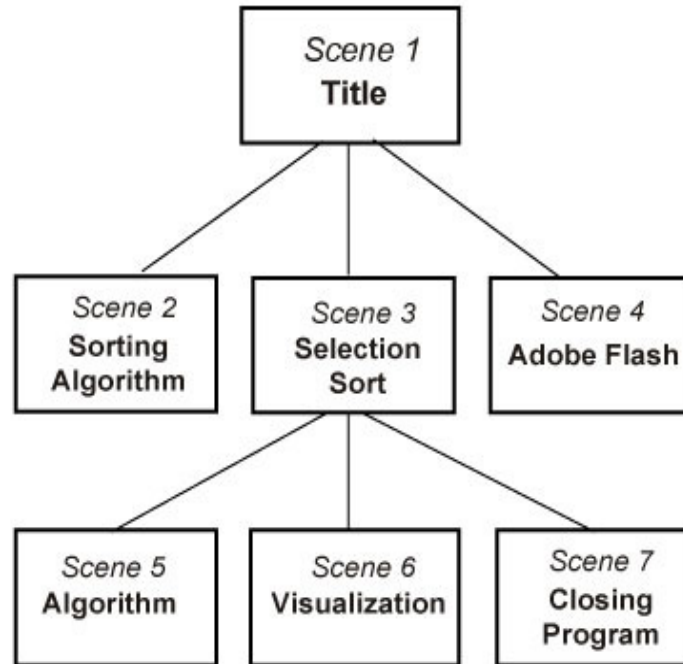 Scene 1
Title
Scene 2
Sorting
Algorithm
Scene 3
Selection
Sort
Scene 4
Adobe Flash
Scene 5
Algorithm
Scene 6
Visualization
Scene 7
Closing
Program